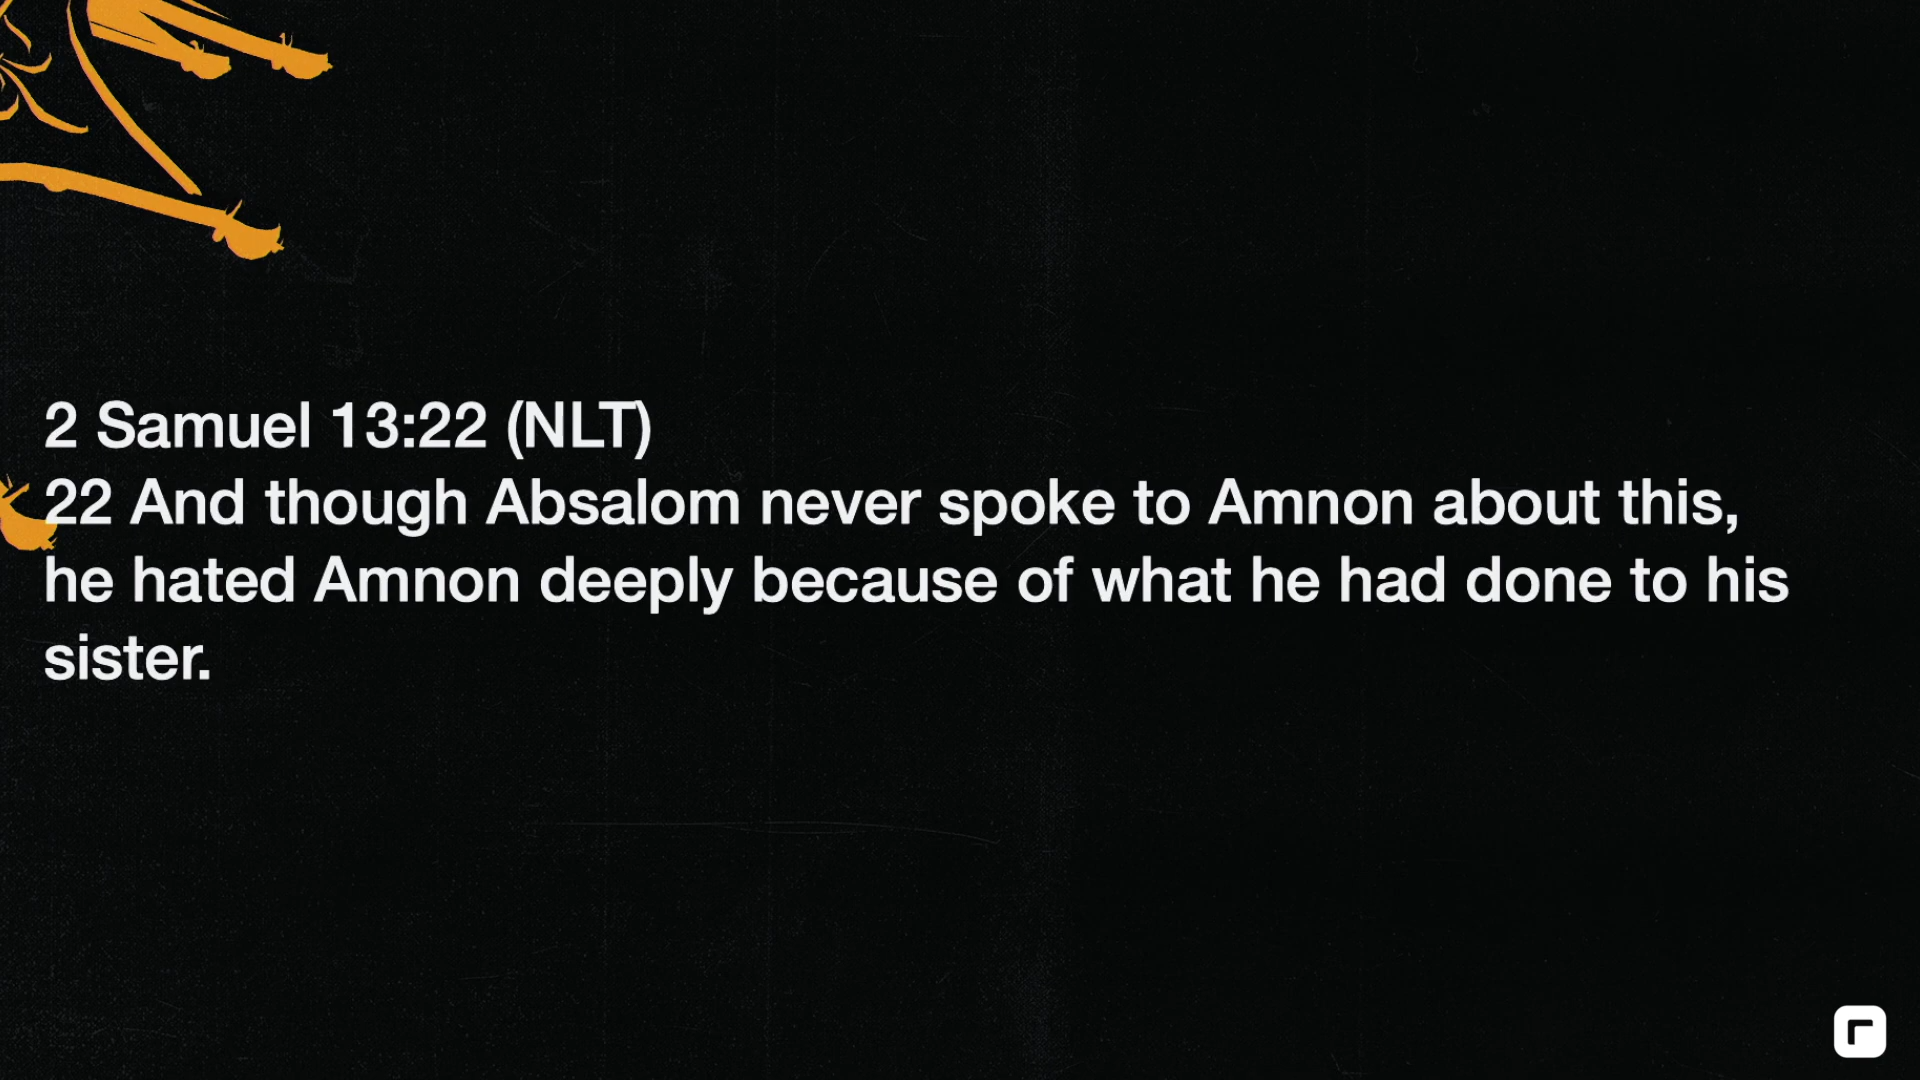 2 Samuel 13:22 (NLT)
22 And though Absalom never spoke to Amnon about this,
he hated Amnon deeply because of what he had done to his
sister.